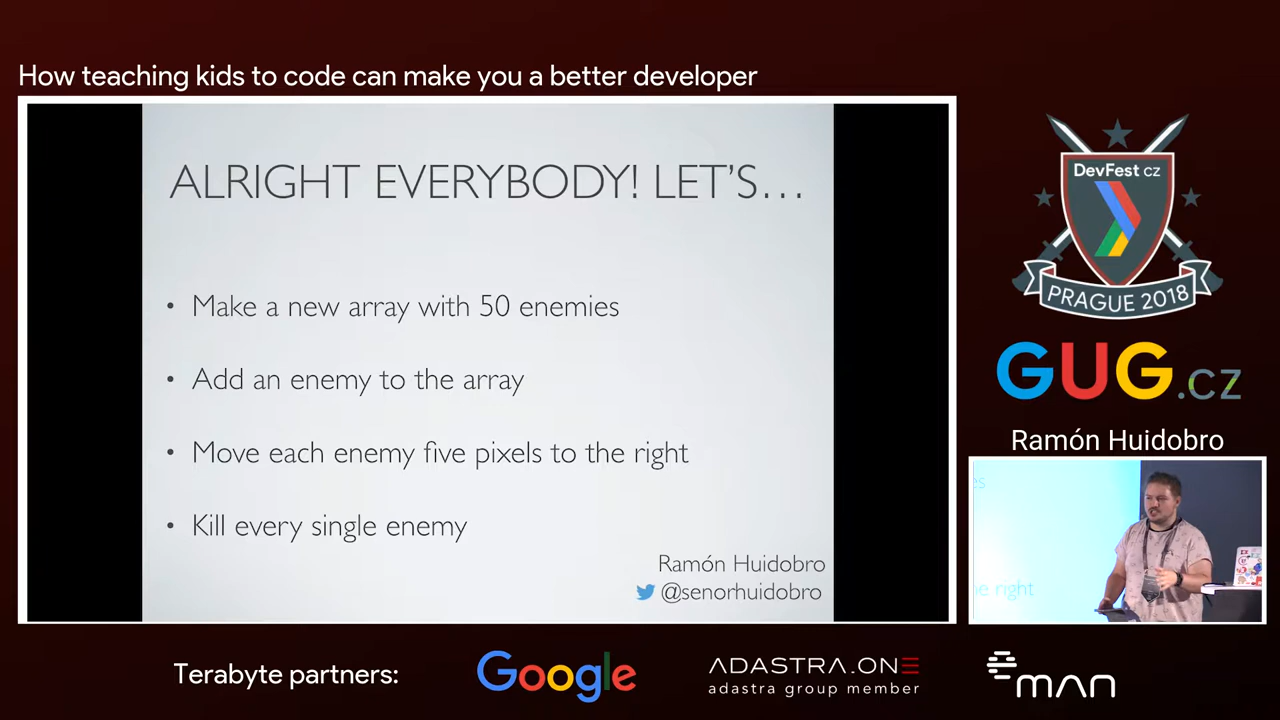 How teaching kids to code can make you a better developer
ALRIGHT EVERYBODY! LET'S…
• Make a new array with 50 enemies
• Add an enemy to the array
• Move each enemy five pixels to the right
• Kill every single enemy
Ramón Huidobro
@senorhuidobro
DevFest cz
PRAGUE 2018
GUG.cz
Ramón Huidobro
es
he right
Terabyte partners:
Google
ADASTRA.ONE
adastra group member
man